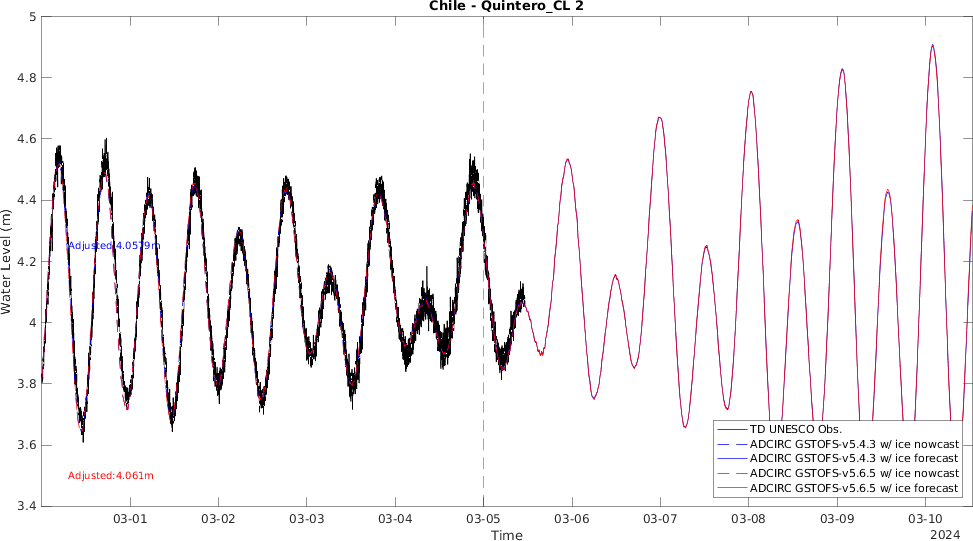 Chile - Quintero_CL 2
5
4.8
4.6
4.4
4.2
4
3.8
3.6
3.4
Water Level (m)
Adjusted:4.0579m
Adjusted:4.061m
TD UNESCO Obs.
ADCIRC GSTOFS-v5.4.3 w/ ice nowcast
ADCIRC GSTOFS-v5.4.3 w/ ice forecast
ADCIRC GSTOFS-v5.6.5 w/ ice nowcast
ADCIRC GSTOFS-v5.6.5 w/ ice forecast
03-01 03-02 03-03 03-04 03-05 03-06 03-07 03-08 03-09 03-10
Time
2024